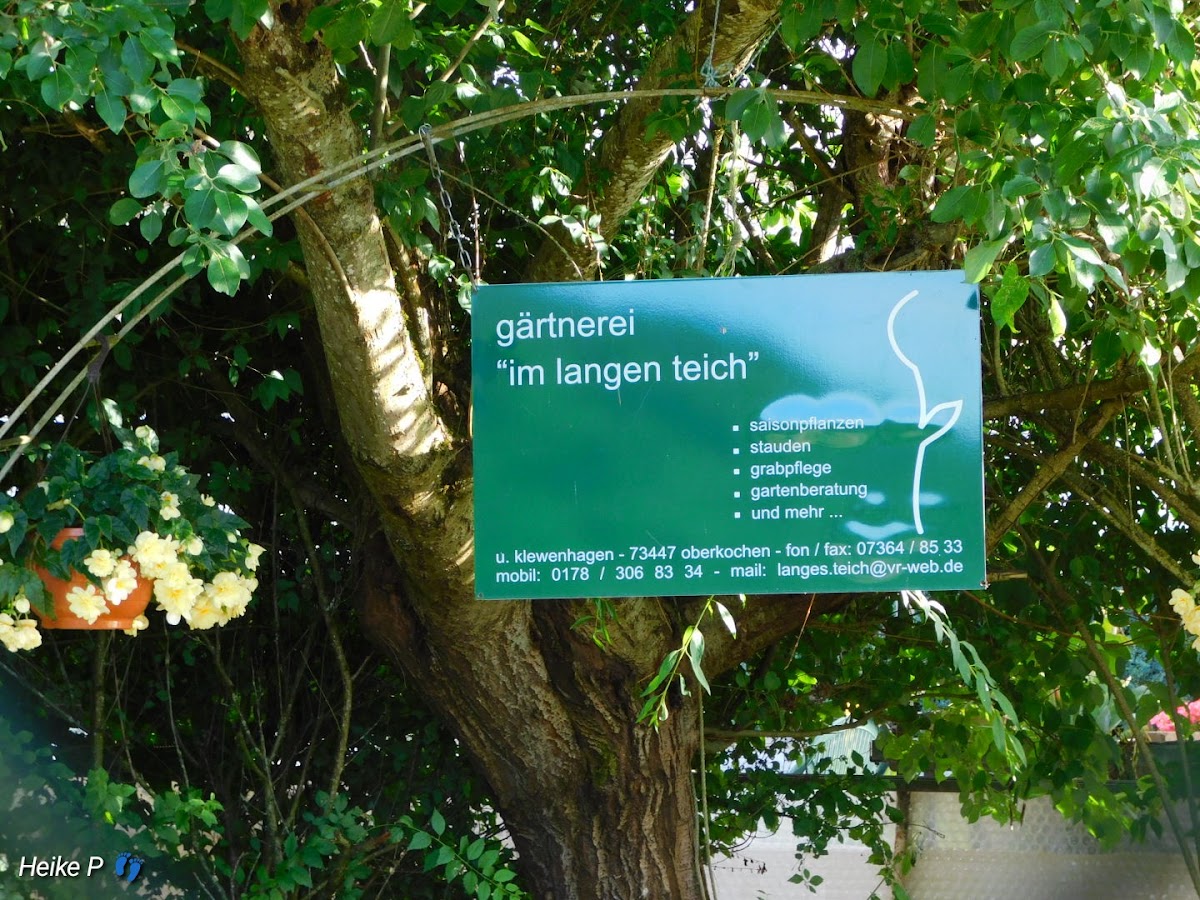 gärtnerei
“im langen teich”
▪ saisonpflanzen
▪ stauden
▪ grabpflege
▪ gartenberatung
▪ und mehr ...
u. klewenhagen - 73447 oberkochen - fon / fax: 07364 / 85 33
mobil: 0178 / 306 83 34 - mail: langes.teich@vr-web.de
Heike P 👣